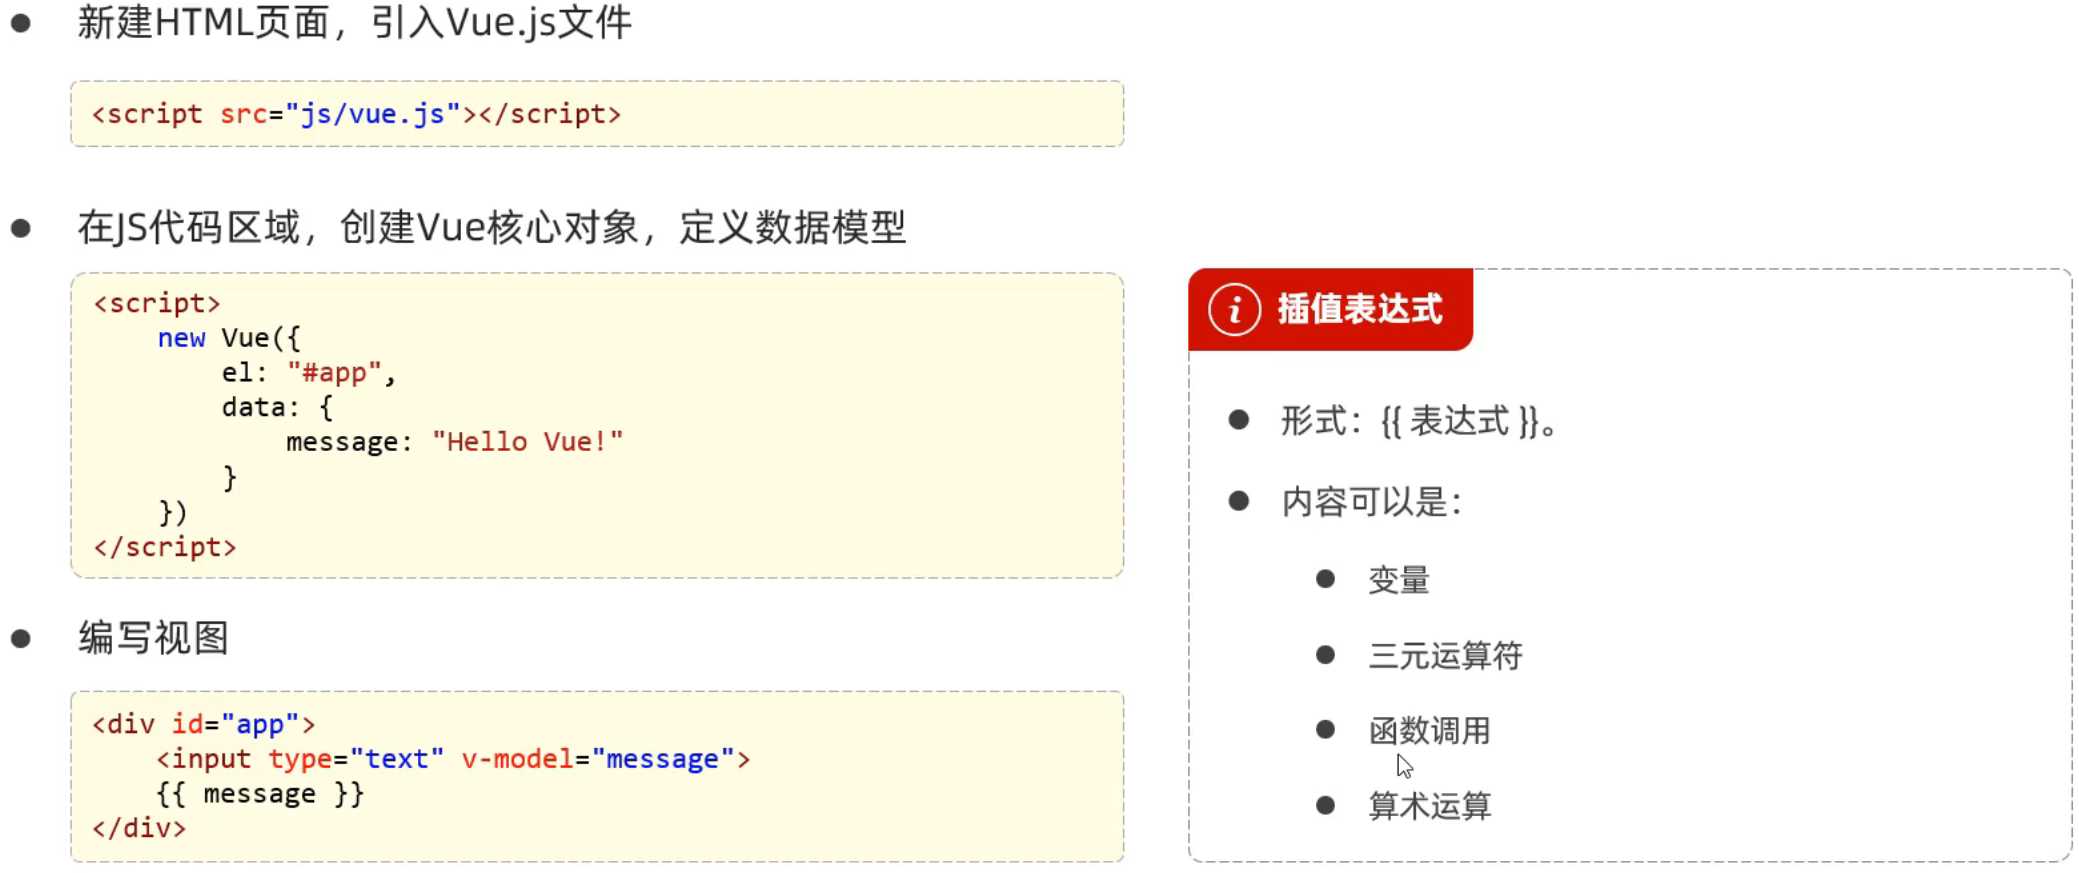 ● 新建HTML页面，引入Vue.js文件
<script src="js/vue.js"></script>
● 在JS代码区域，创建Vue核心对象，定义数据模型
<script>
    new Vue({
        el: "#app",
        data: {
            message: "Hello Vue!"
        }
    })
</script>
● 编写视图
<div id="app">
    <input type="text" v-model="message">
    {{ message }}
</div>
i 插值表达式
● 形式：{{ 表达式 }}。
● 内容可以是：
● 变量
● 三元运算符
● 函数调用
● 算术运算